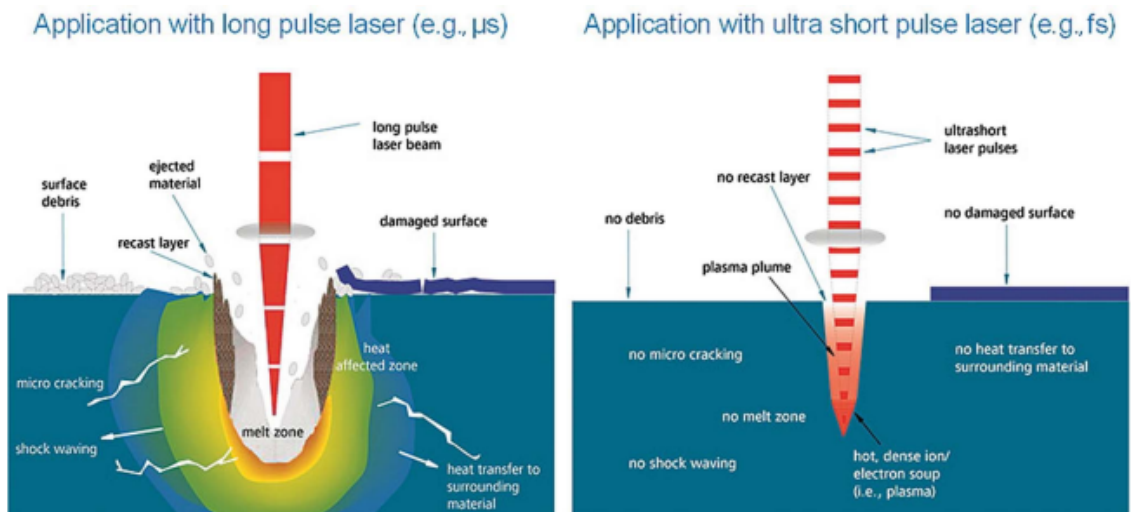 Application with long pulse laser (e.g., µs)
long pulse
laser beam
ejected
material
surface
debris
recast layer
damaged surface
heat
affected zone
micro cracking
melt zone
shock waving
heat transfer to
surrounding
material
Application with ultra short pulse laser (e.g., fs)
ultrashort
laser pulses
no recast layer
no debris
no damaged surface
plasma plume
no micro cracking
no heat transfer to
surrounding material
no melt zone
no shock waving
hot, dense ion/
electron soup
(i.e., plasma)